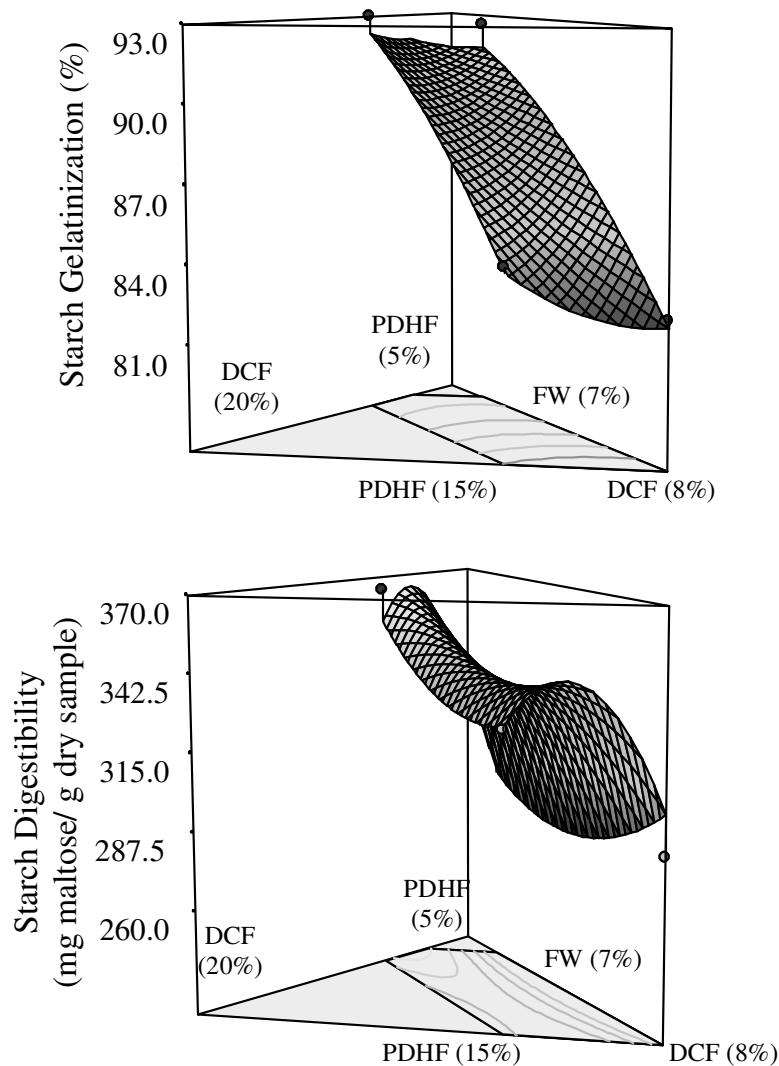 Starch Gelatinization (%)
93.0
90.0
87.0
84.0
81.0
PDHF
(5%)
DCF
(20%)
FW (7%)
PDHF (15%)
DCF (8%)
Starch Digestibility
(mg maltose/ g dry sample)
370.0
342.5
315.0
287.5
260.0
PDHF
(5%)
DCF
(20%)
FW (7%)
PDHF (15%)
DCF (8%)